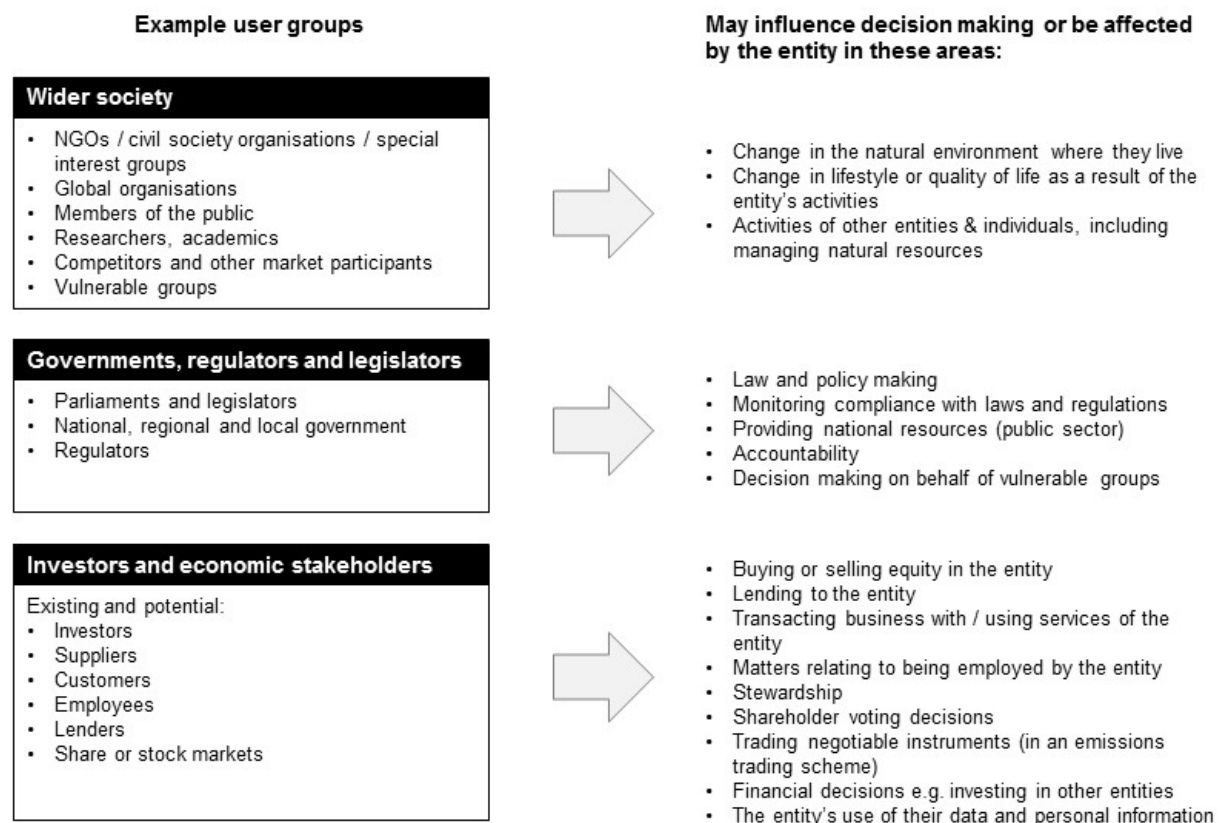 Example user groups
May influence decision making or be affected
by the entity in these areas:
Wider society
• NGOs / civil society organisations / special
interest groups
• Global organisations
• Members of the public
• Researchers, academics
• Competitors and other market participants
• Vulnerable groups
• Change in the natural environment where they live
• Change in lifestyle or quality of life as a result of the
entity's activities
• Activities of other entities & individuals, including
managing natural resources
Governments, regulators and legislators
• Parliaments and legislators
• National, regional and local government
• Regulators
• Law and policy making
• Monitoring compliance with laws and regulations
• Providing national resources (public sector)
• Accountability
• Decision making on behalf of vulnerable groups
Investors and economic stakeholders
Existing and potential:
• Investors
• Suppliers
• Customers
• Employees
• Lenders
• Share or stock markets
• Buying or selling equity in the entity
• Lending to the entity
• Transacting business with / using services of the
entity
• Matters relating to being employed by the entity
• Stewardship
• Shareholder voting decisions
• Trading negotiable instruments (in an emissions
trading scheme)
• Financial decisions e.g. investing in other entities
• The entity's use of their data and personal information